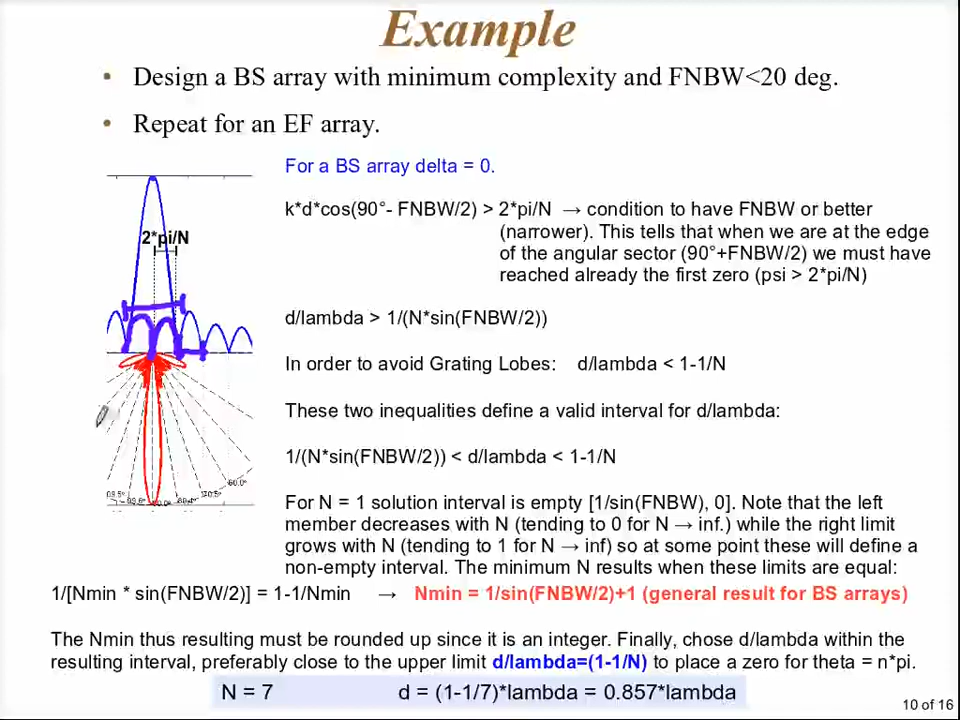 Example
• Design a BS array with minimum complexity and FNBW<20 deg.
• Repeat for an EF array.
For a BS array delta = 0.
k*d*cos(90°- FNBW/2) > 2*pi/N → condition to have FNBW or better
(narrower). This tells that when we are at the edge
of the angular sector (90°+FNBW/2) we must have
reached already the first zero (psi > 2*pi/N)
2*pi/N
d/lambda > 1/(N*sin(FNBW/2))
In order to avoid Grating Lobes: d/lambda < 1-1/N
These two inequalities define a valid interval for d/lambda:
1/(N*sin(FNBW/2)) < d/lambda < 1-1/N
60.0°
For N = 1 solution interval is empty [1/sin(FNBW), 0]. Note that the left
member decreases with N (tending to 0 for N → inf.) while the right limit
grows with N (tending to 1 for N → inf) so at some point these will define a
non-empty interval. The minimum N results when these limits are equal:
1/[Nmin * sin(FNBW/2)] = 1-1/Nmin → Nmin = 1/sin(FNBW/2)+1 (general result for BS arrays)
The Nmin thus resulting must be rounded up since it is an integer. Finally, chose d/lambda within the
resulting interval, preferably close to the upper limit d/lambda=(1-1/N) to place a zero for theta = n*pi.
N = 7 d = (1-1/7)*lambda = 0.857*lambda
10 of 16